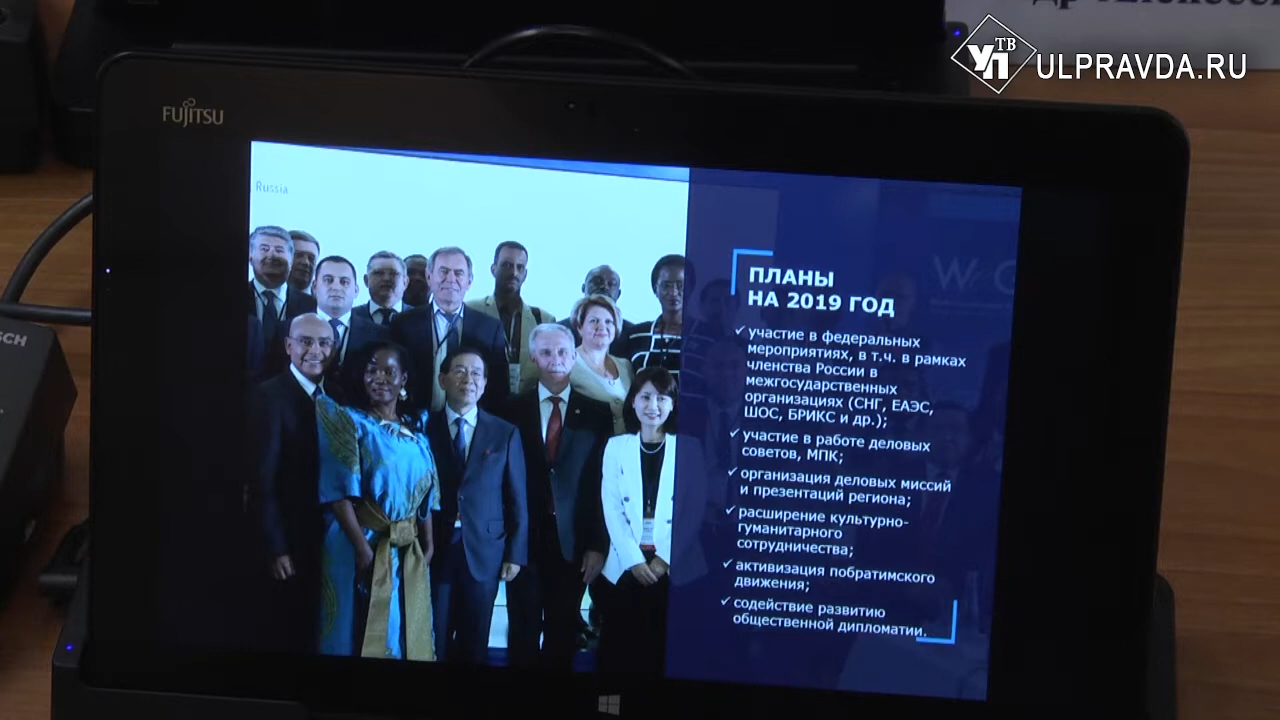 ТВ
УП
ULPRAVDA.RU
FUJITSU
Russia
ПЛАНЫ
НА 2019 ГОД
✓ участие в федеральных
мероприятиях, в т.ч. в рамках
членства России в
межгосударственных
организациях (СНГ, ЕАЭС,
ШОС, БРИКС и др.);
✓ участие в работе деловых
советов, МПК;
✓ организация деловых миссий
и презентаций региона;
✓ расширение культурно-
гуманитарного
сотрудничества;
✓ активизация побратимского
движения;
✓ содействие развитию
общественной дипломатии.